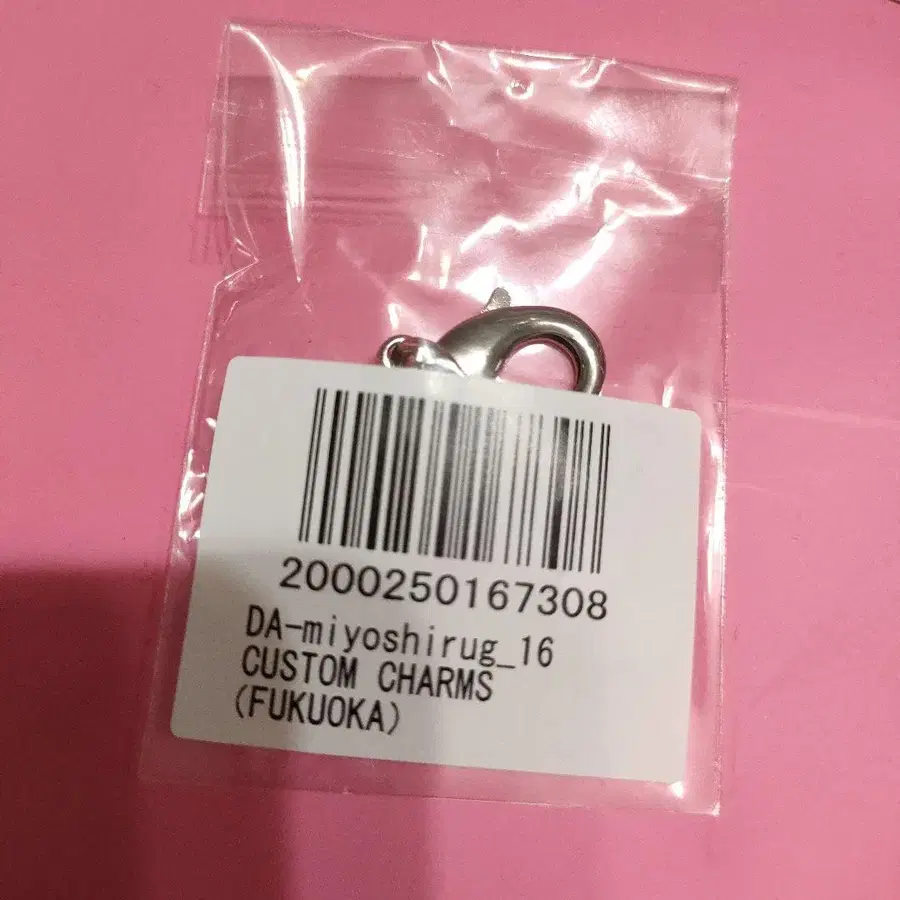 2000250167308
DA-miyoshirug_16
CUSTOM CHARMS
(FUKUOKA)